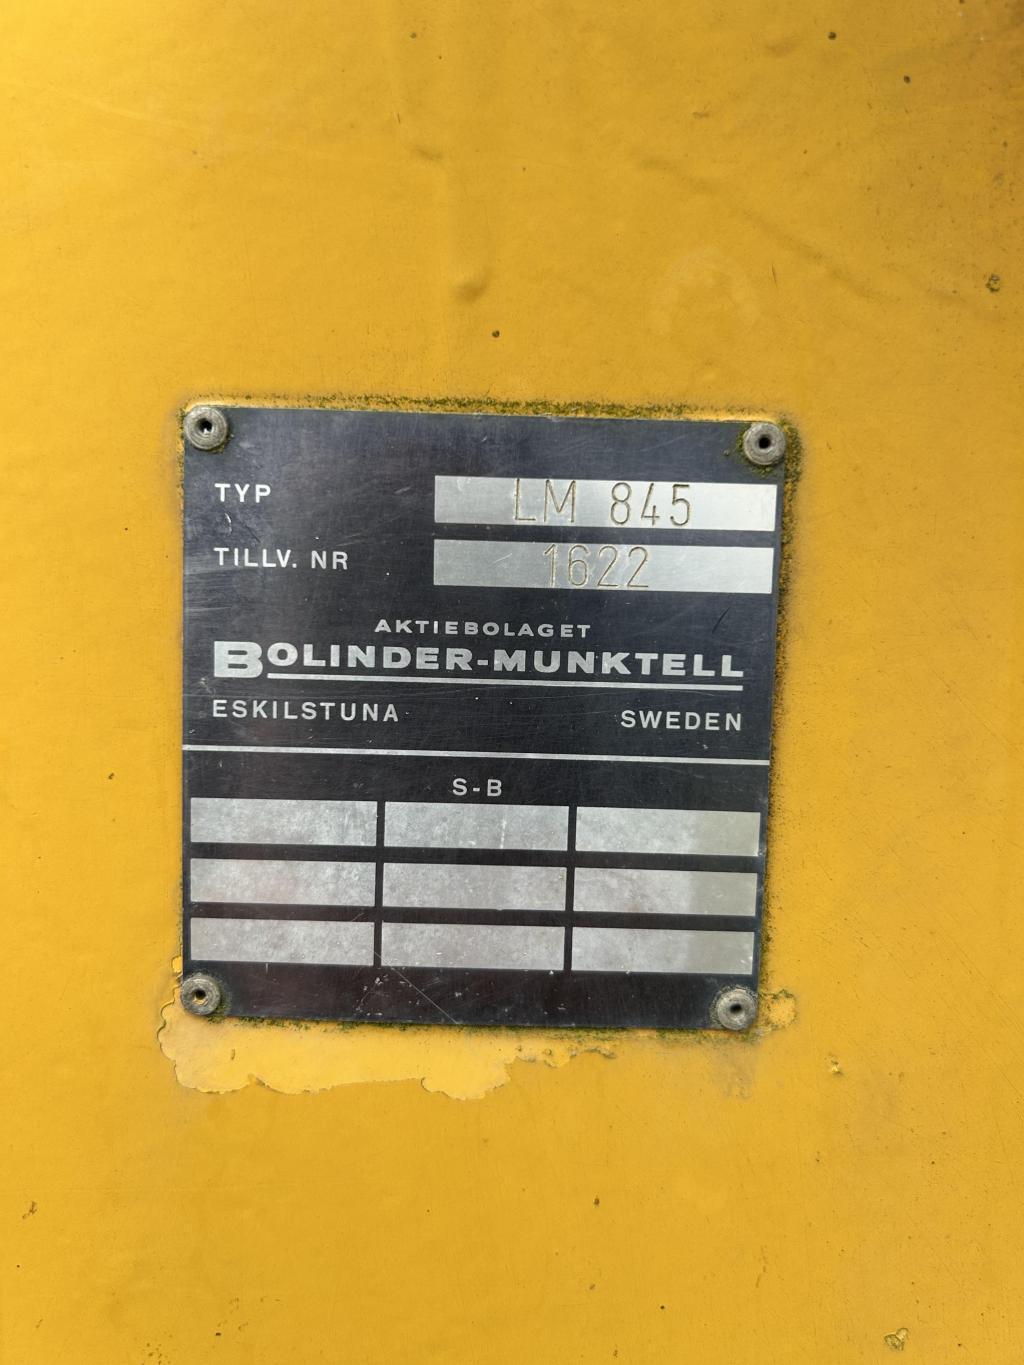 TYP LM 845
TILLV. NR 1622
AKTIEBOLAGET
BOLINDER-MUNKTELL
ESKILSTUNA SWEDEN
S-B